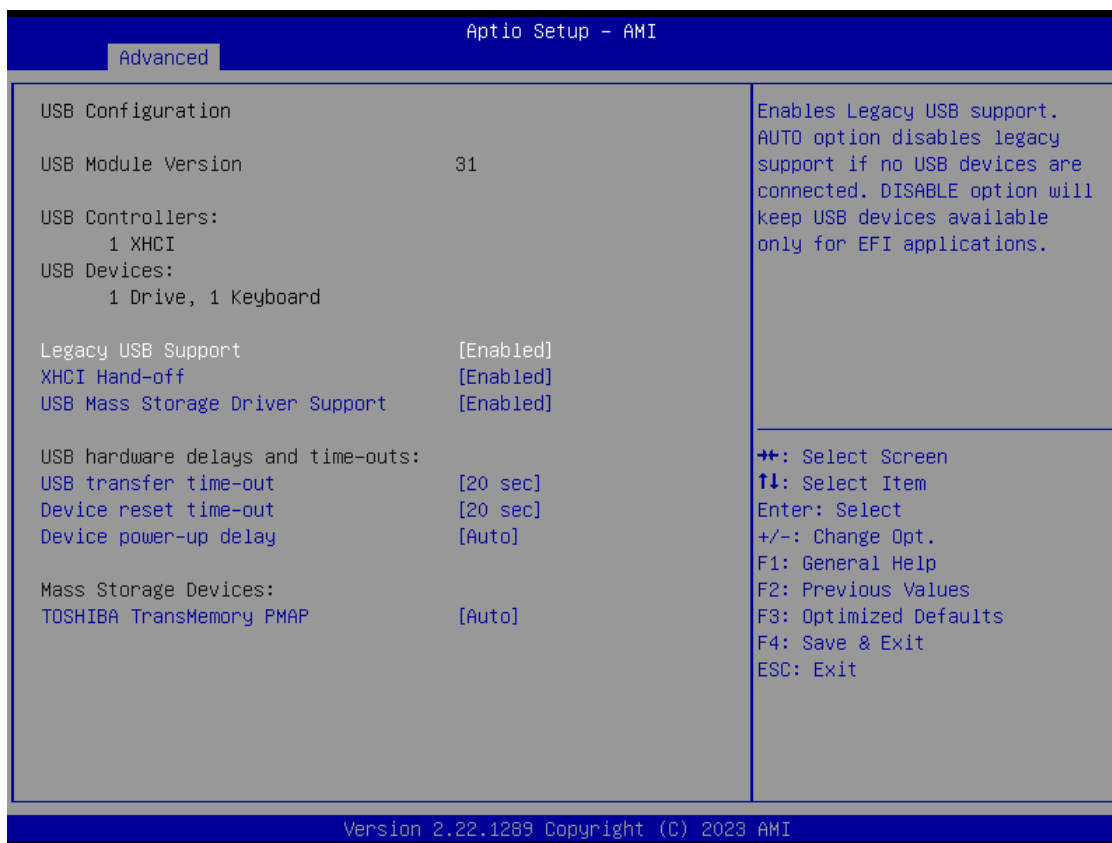 Aptio Setup – AMI
Advanced
USB Configuration
USB Module Version 31
USB Controllers:
1 XHCI
USB Devices:
1 Drive, 1 Keyboard
Legacy USB Support [Enabled]
XHCI Hand-off [Enabled]
USB Mass Storage Driver Support [Enabled]
USB hardware delays and time-outs:
USB transfer time-out [20 sec]
Device reset time-out [20 sec]
Device power-up delay [Auto]
Mass Storage Devices:
TOSHIBA TransMemory PMAP [Auto]
Enables Legacy USB support.
AUTO option disables legacy
support if no USB devices are
connected. DISABLE option will
keep USB devices available
only for EFI applications.
→←: Select Screen
↑↓: Select Item
Enter: Select
+/-: Change Opt.
F1: General Help
F2: Previous Values
F3: Optimized Defaults
F4: Save & Exit
ESC: Exit
Version 2.22.1289 Copyright (C) 2023 AMI